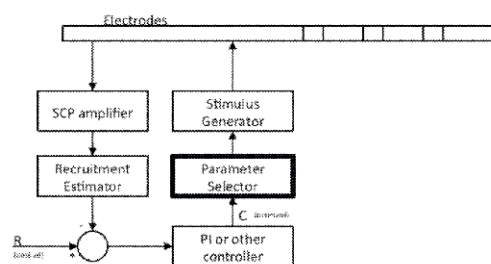 Electrodes
SCP amplifier
Stimulus
Generator
Recruitment
Estimator
Parameter
Selector
C
R
PI or other
controller